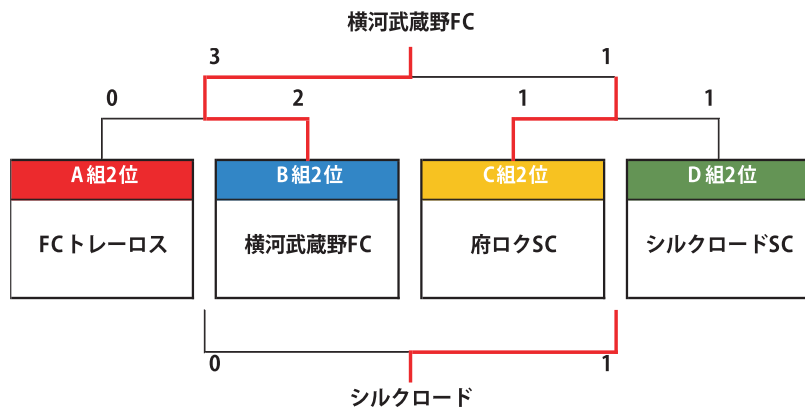 横河武蔵野FC
3 1
0 2 1 1
A組2位 B組2位 C組2位 D組2位
FCトレーロス 横河武蔵野FC 府ロクSC シルクロードSC
0 1
シルクロード